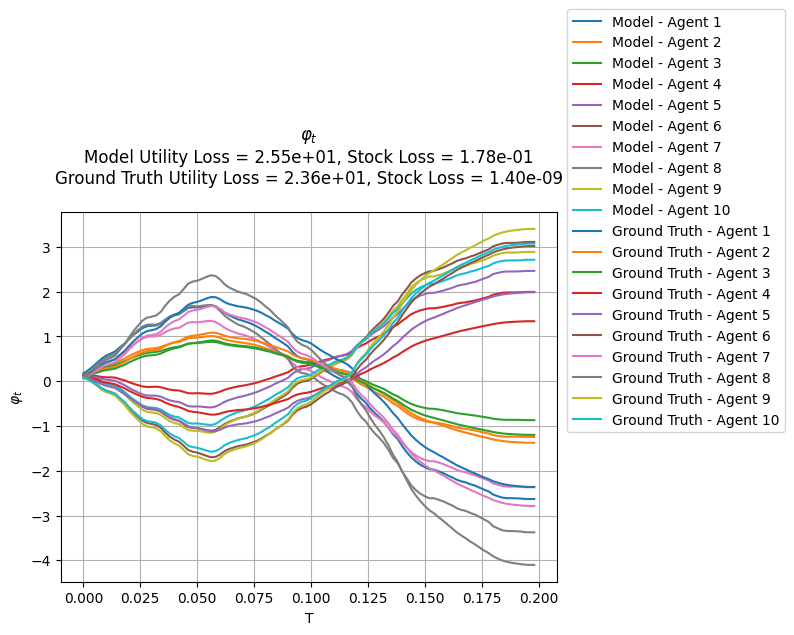 φₜ
Model Utility Loss = 2.55e+01, Stock Loss = 1.78e-01
Ground Truth Utility Loss = 2.36e+01, Stock Loss = 1.40e-09
Model - Agent 1
Model - Agent 2
Model - Agent 3
Model - Agent 4
Model - Agent 5
Model - Agent 6
Model - Agent 7
Model - Agent 8
Model - Agent 9
Model - Agent 10
Ground Truth - Agent 1
Ground Truth - Agent 2
Ground Truth - Agent 3
Ground Truth - Agent 4
Ground Truth - Agent 5
Ground Truth - Agent 6
Ground Truth - Agent 7
Ground Truth - Agent 8
Ground Truth - Agent 9
Ground Truth - Agent 10
φₜ
3
2
1
0
−1
−2
−3
−4
0.000 0.025 0.050 0.075 0.100 0.125 0.150 0.175 0.200
T